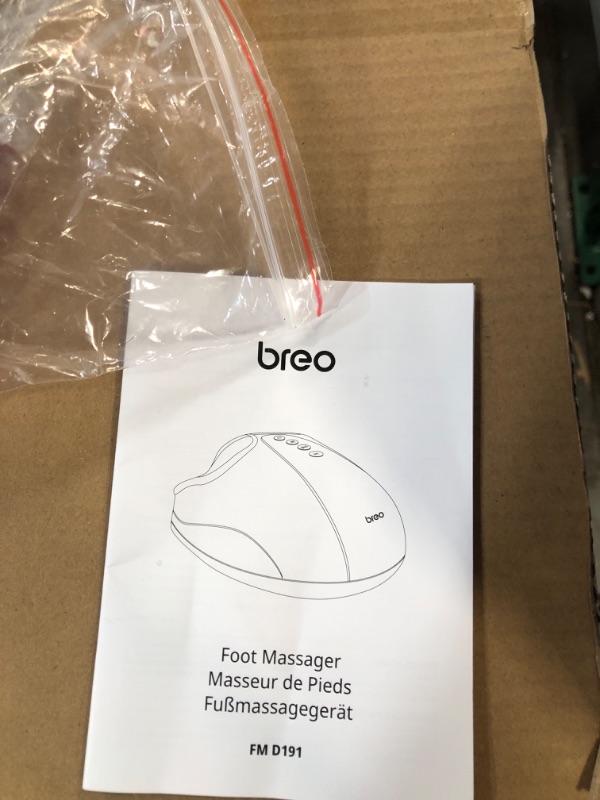 breo
breo
Foot Massager
Masseur de Pieds
Fußmassagegerät
FM D191